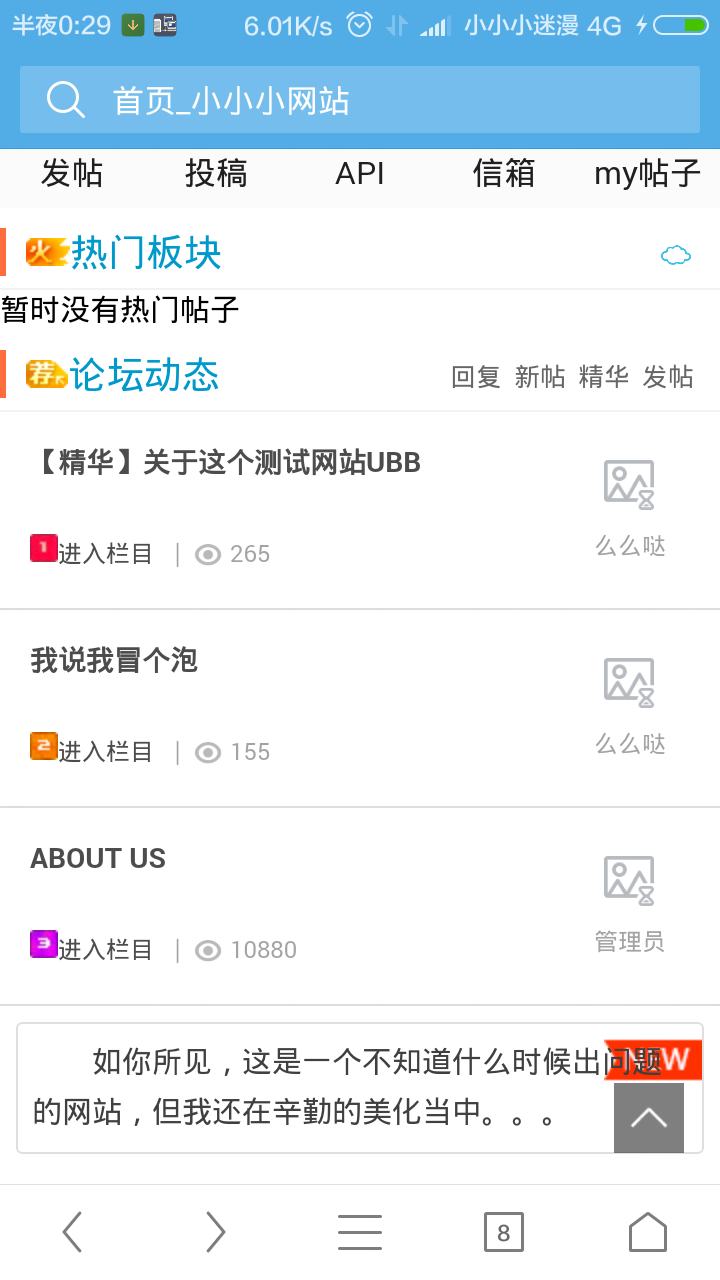 半夜0:29 6.01K/s 小小小迷漫 4G
首页_小小小网站
发帖 投稿 API 信箱 my帖子
火 热门板块
暂时没有热门帖子
荐 论坛动态 回复 新帖 精华 发帖
【精华】关于这个测试网站UBB
么么哒
1 进入栏目 | 265
我说我冒个泡
么么哒
2 进入栏目 | 155
ABOUT US
管理员
3 进入栏目 | 10880
NEW
如你所见，这是一个不知道什么时候出问题
的网站，但我还在辛勤的美化当中。。。
8